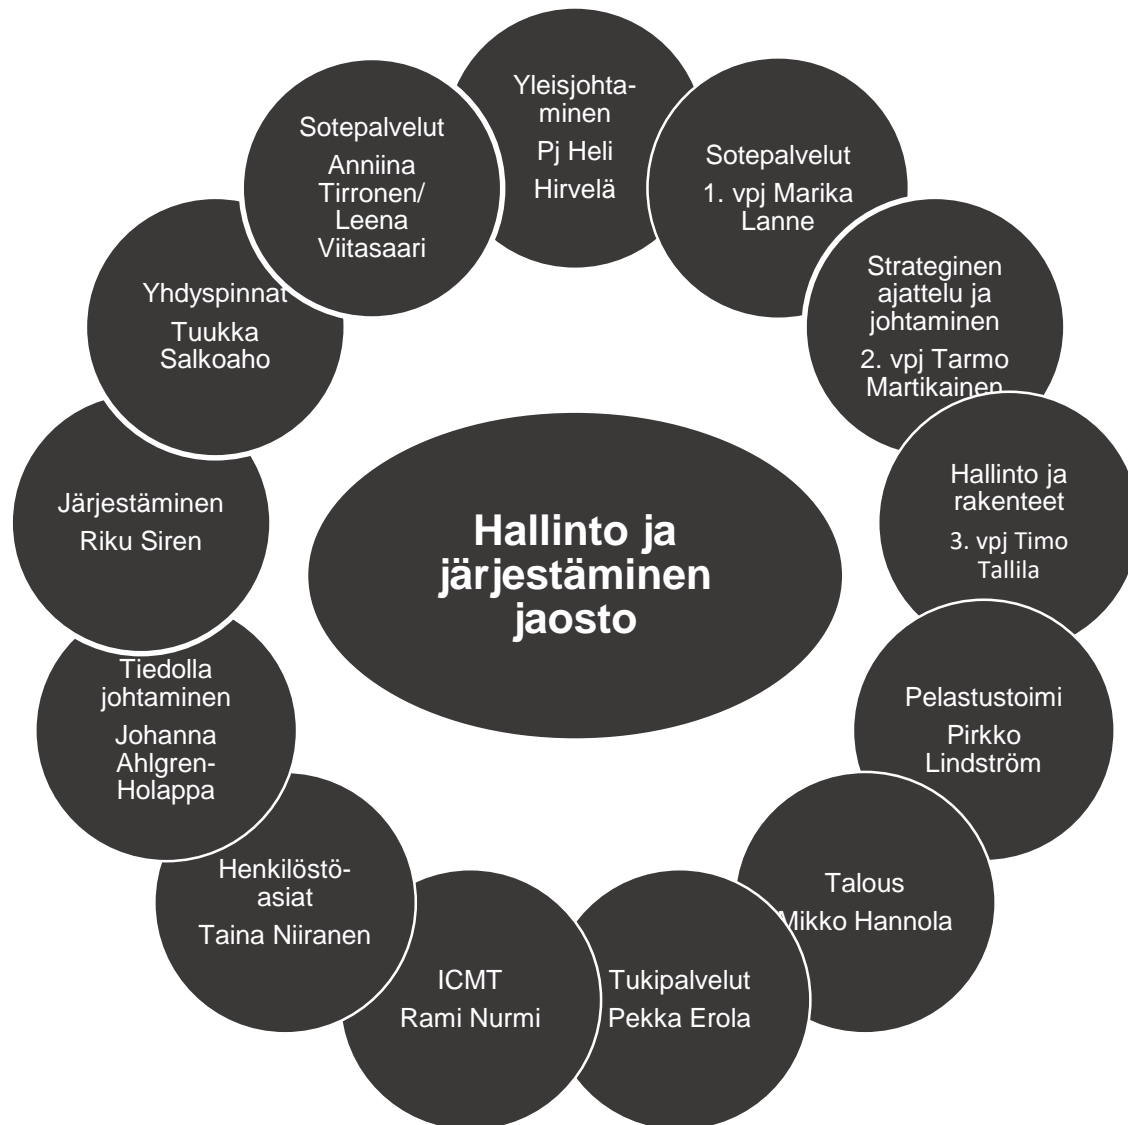 Yleisjohta-
minen
Pj Heli
Hirvelä
Sotepalvelut
1. vpj Marika
Lanne
Strateginen
ajattelu ja
johtaminen
2. vpj Tarmo
Martikainen
Hallinto ja
rakenteet
3. vpj Timo
Tallila
Pelastustoimi
Pirkko
Lindström
Talous
Mikko Hannola
Tukipalvelut
Pekka Erola
ICMT
Rami Nurmi
Henkilöstö-
asiat
Taina Niiranen
Tiedolla
johtaminen
Johanna
Ahlgren-
Holappa
Järjestäminen
Riku Siren
Yhdyspinnat
Tuukka
Salkoaho
Sotepalvelut
Anniina
Tirronen/
Leena
Viitasaari
Hallinto ja
järjestäminen
jaosto